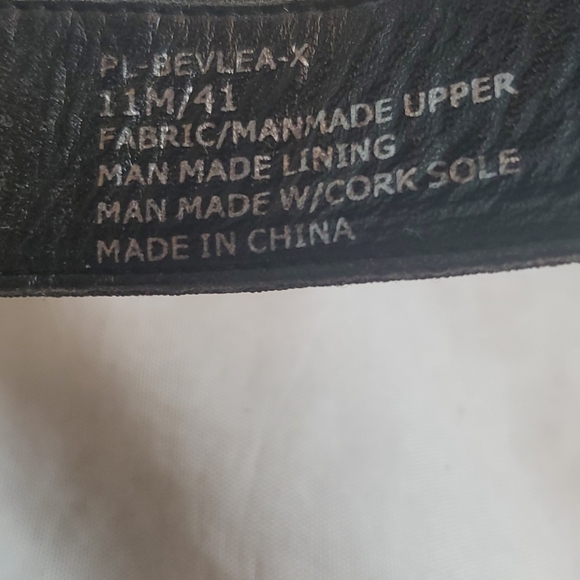 PL-BEVLEA-X
11M/41
FABRIC/MANMADE UPPER
MAN MADE LINING
MAN MADE W/CORK SOLE
MADE IN CHINA